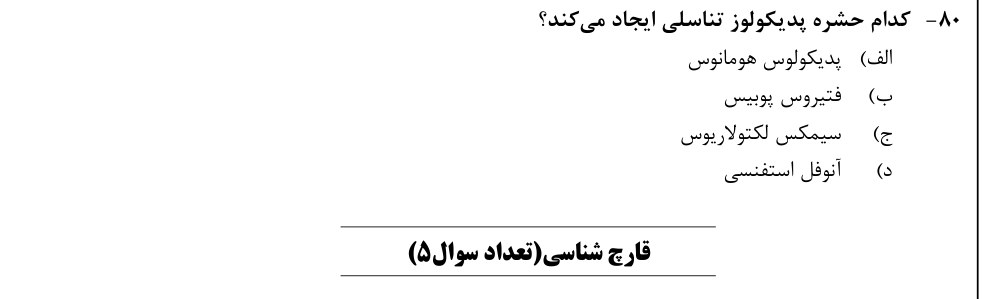 ۸۰- کدام حشره پدیکولوز تناسلی ایجاد می‌کند؟
الف) پدیکولوس هومانوس
ب) فتیروس پوبیس
ج) سیمکس لکتولاریوس
د) آنوفل استفنسی
قارچ شناسی(تعداد سوال۵)